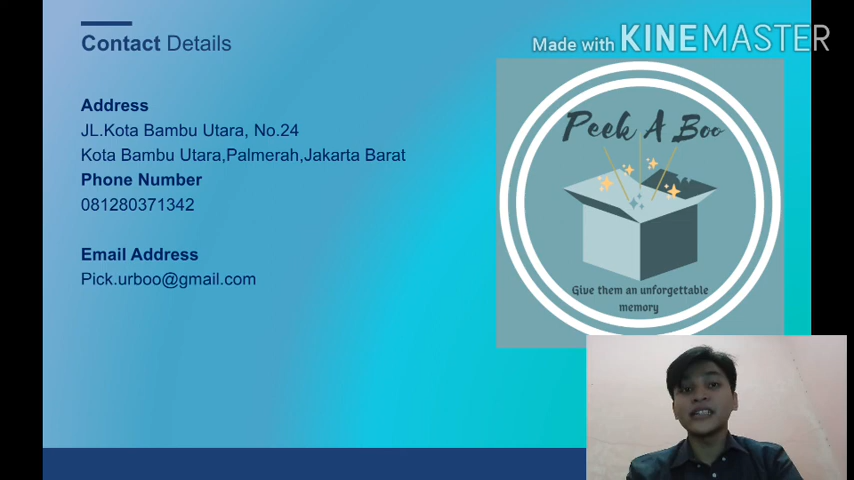 Contact Details
Made with KINEMASTER
Address
JL.Kota Bambu Utara, No.24
Kota Bambu Utara,Palmerah,Jakarta Barat
Phone Number
081280371342
Email Address
Pick.urboo@gmail.com
Peek A Boo
Give them an unforgettable
memory